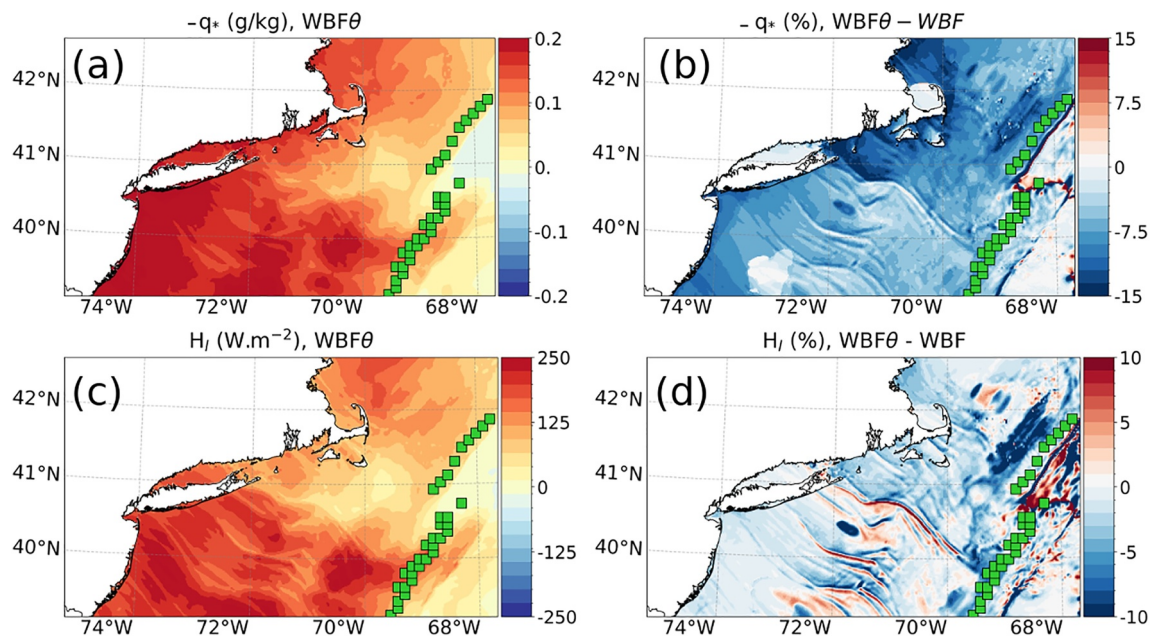 −q* (g/kg), WBFθ
− q* (%), WBFθ − WBF
(a)
(b)
42°N
41°N
40°N
74°W 72°W 70°W 68°W
0.2
0.1
0.
-0.1
-0.2
42°N
41°N
40°N
74°W 72°W 70°W 68°W
15
7.5
0
-7.5
-15
H_l (W.m⁻²), WBFθ
H_l (%), WBFθ - WBF
(c)
(d)
42°N
41°N
40°N
74°W 72°W 70°W 68°W
250
125
0
-125
-250
42°N
41°N
40°N
74°W 72°W 70°W 68°W
10
5
0
-5
-10